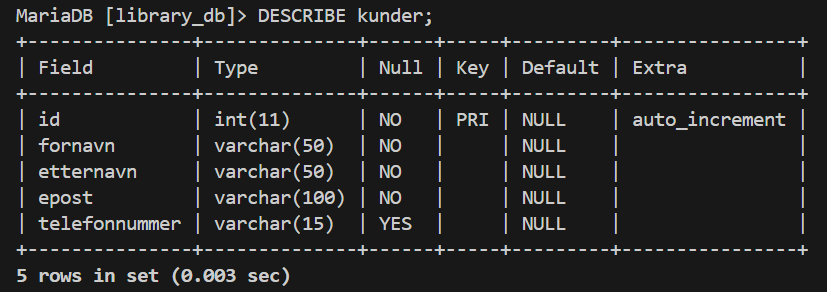 MariaDB [library_db]> DESCRIBE kunder;
+---------------+--------------+------+-----+---------+----------------+
| Field         | Type         | Null | Key | Default | Extra          |
+---------------+--------------+------+-----+---------+----------------+
| id            | int(11)      | NO   | PRI | NULL    | auto_increment |
| fornavn       | varchar(50)  | NO   |     | NULL    |                |
| etternavn     | varchar(50)  | NO   |     | NULL    |                |
| epost         | varchar(100) | NO   |     | NULL    |                |
| telefonnummer | varchar(15)  | YES  |     | NULL    |                |
+---------------+--------------+------+-----+---------+----------------+
5 rows in set (0.003 sec)